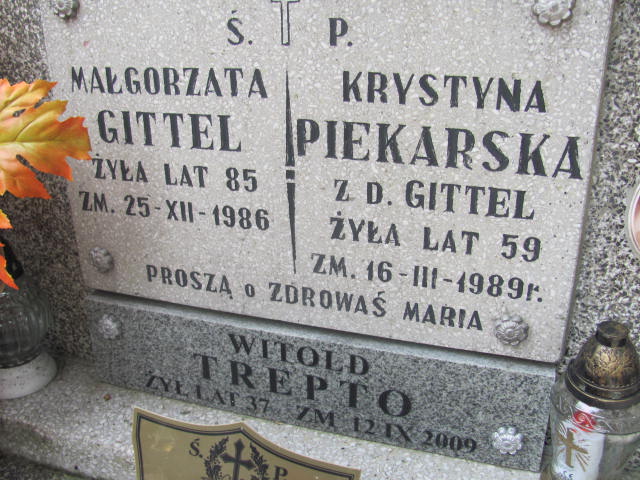 Ś. P.
MAŁGORZATA
GITTEL
ŻYŁA LAT 85
ZM. 25-XII-1986
KRYSTYNA
PIEKARSKA
Z D. GITTEL
ŻYŁA LAT 59
ZM. 16-III-1989r.
PROSZĄ o ZDROWAŚ MARIA
WITOLD
TREPTO
ŻYŁ LAT 37 ZM 12 IX 2009
Ś. P.